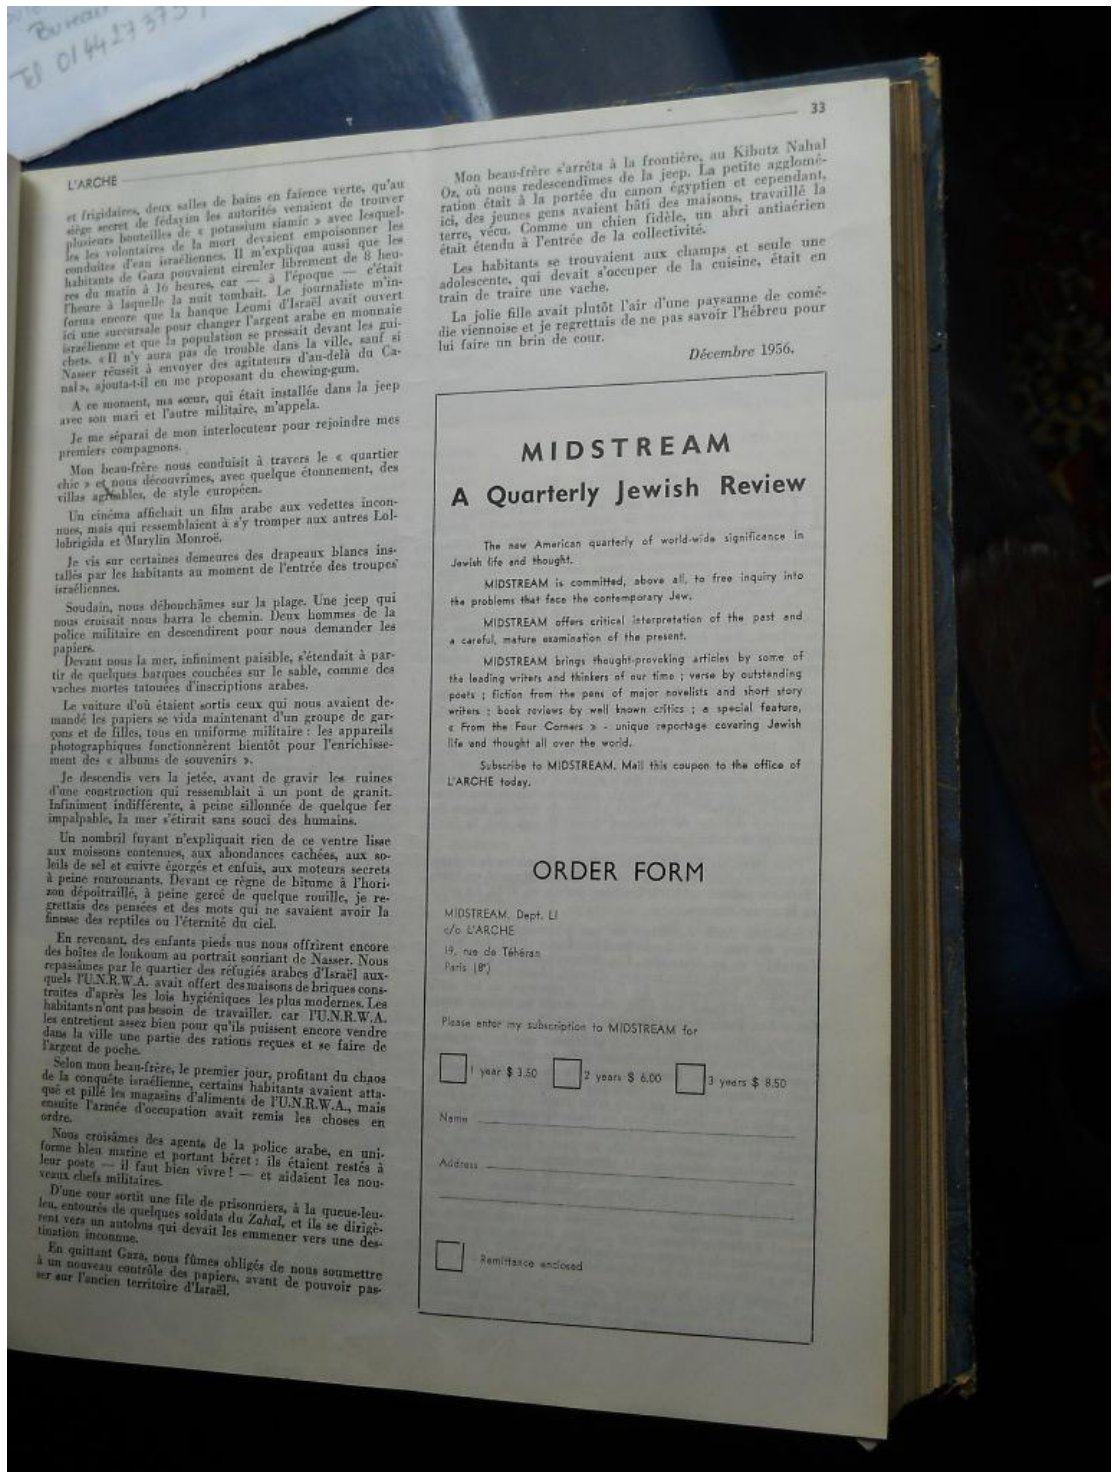 Bureau
Tel 01442737
33
L'ARCHE
et frigidaires, deux salles de bains en faience verte, qu'au
siège secret de fédayim les autorités venaient de trouver
plusieurs bouteilles de « potassium siamic » avec lesquel-
les les volontaires de la mort devaient empoisonner les
conduites d'eau israéliennes. Il m'expliqua aussi que les
habitants de Gaza pouvaient circuler librement de 8 heu-
res du matin à 16 heures, car — à l'époque — c'était
l'heure à laquelle la nuit tombait. Le journaliste m'in-
forma encore que la banque Leumi d'Israël avait ouvert
ici une succursale pour changer l'argent arabe en monnaie
israélienne et que la population se pressait devant les gui-
chets. « Il n'y aura pas de trouble dans la ville, sauf si
Nasser réussit à envoyer des agitateurs d'au-delà du Ca-
nal », ajouta-t-il en me proposant du chewing-gum.
A ce moment, ma sœur, qui était installée dans la jeep
avec son mari et l'autre militaire, m'appela.
Je me séparai de mon interlocuteur pour rejoindre mes
premiers compagnons.
Mon beau-frère nous conduisit à travers le « quartier
chic » et nous découvrîmes, avec quelque étonnement, des
villas agréables, de style européen.
Un cinéma affichait un film arabe aux vedettes incon-
nues, mais qui ressemblaient à s'y tromper aux autres Lol-
lobrigida et Marylin Monroë.
Je vis sur certaines demeures des drapeaux blancs ins-
tallés par les habitants au moment de l'entrée des troupes
israéliennes.
Soudain, nous débouchâmes sur la plage. Une jeep qui
nous croisait nous barra le chemin. Deux hommes de la
police militaire en descendirent pour nous demander les
papiers.
Devant nous la mer, infiniment paisible, s'étendait à par-
tir de quelques barques couchées sur le sable, comme des
vaches mortes tatouées d'inscriptions arabes.
Le voiture d'où étaient sortis ceux qui nous avaient de-
mandé les papiers se vida maintenant d'un groupe de gar-
çons et de filles, tous en uniforme militaire : les appareils
photographiques fonctionnèrent bientôt pour l'enrichisse-
ment des « albums de souvenirs ».
Je descendis vers la jetée, avant de gravir les ruines
d'une construction qui ressemblait à un pont de granit.
Infiniment indifférente, à peine sillonnée de quelque fer
impalpable, la mer s'étirait sans souci des humains.
Un nombril fuyant n'expliquait rien de ce ventre lisse
aux moissons contenues, aux abondances cachées, aux so-
leils de sel et cuivre égorgés et enfuis, aux moteurs secrets
à peine ronronnants. Devant ce règne de bitume à l'hori-
zon dépoitraillé, à peine gercé de quelque rouille, je re-
grettais des pensées et des mots qui ne savaient avoir la
finesse des reptiles ou l'éternité du ciel.
En revenant, des enfants pieds nus nous offrirent encore
des boîtes de loukoum au portrait souriant de Nasser. Nous
repassâmes par le quartier des réfugiés arabes d'Israël aux-
quels l'U.N.R.W.A. avait offert des maisons de briques cons-
truites d'après les lois hygiéniques les plus modernes. Les
habitants n'ont pas besoin de travailler. car l'U.N.R.W.A.
les entretient assez bien pour qu'ils puissent encore vendre
dans la ville une partie des rations reçues et se faire de
l'argent de poche.
Selon mon beau-frère, le premier jour, profitant du chaos
de la conquête israélienne, certains habitants avaient atta-
qué et pillé les magasins d'aliments de l'U.N.R.W.A., mais
ensuite l'armée d'occupation avait remis les choses en
ordre.
Nous croisâmes des agents de la police arabe, en uni-
forme bleu marine et portant béret : ils étaient restés à
leur poste — il faut bien vivre ! — et aidaient les nou-
veaux chefs militaires.
D'une cour sortit une file de prisonniers, à la queue-leu-
leu, entourés de quelques soldats du Zahal, et ils se dirigè-
rent vers un autobus qui devait les emmener vers une des-
tination inconnue.
En quittant Gaza, nous fûmes obligés de nous soumettre
à un nouveau contrôle des papiers, avant de pouvoir pas-
ser sur l'ancien territoire d'Israël.
Mon beau-frère s'arrêta à la frontière, au Kibutz Nahal
Oz, où nous redescendîmes de la jeep. La petite agglomé-
ration était à la portée du canon égyptien et cependant,
ici, des jeunes gens avaient bâti des maisons, travaillé la
terre, vécu. Comme un chien fidèle, un abri antiaérien
était étendu à l'entrée de la collectivité.
Les habitants se trouvaient aux champs et seule une
adolescente, qui devait s'occuper de la cuisine, était en
train de traire une vache.
La jolie fille avait plutôt l'air d'une paysanne de comé-
die viennoise et je regrettais de ne pas savoir l'hébreu pour
lui faire un brin de cour.
Décembre 1956.
MIDSTREAM
A Quarterly Jewish Review
The new American quarterly of world-wide significance in
Jewish life and thought.
MIDSTREAM is committed, above all, to free inquiry into
the problems that face the contemporary Jew.
MIDSTREAM offers critical interpretation of the past and
a careful, mature examination of the present.
MIDSTREAM brings thought-provoking articles by some of
the leading writers and thinkers of our time ; verse by outstanding
poets ; fiction from the pens of major novelists and short story
writers ; book reviews by well known critics ; a special feature,
« From the Four Corners » - unique reportage covering Jewish
life and thought all over the world.
Subscribe to MIDSTREAM. Mail this coupon to the office of
L'ARCHE today.
ORDER FORM
MIDSTREAM. Dept. LI
c/o L'ARCHE
19, rue de Téhéran
Paris (8e)
Please enter my subscription to MIDSTREAM for
1 year $ 3.50 2 years $ 6.00 3 years $ 8.50
Name
Address
Remittance enclosed